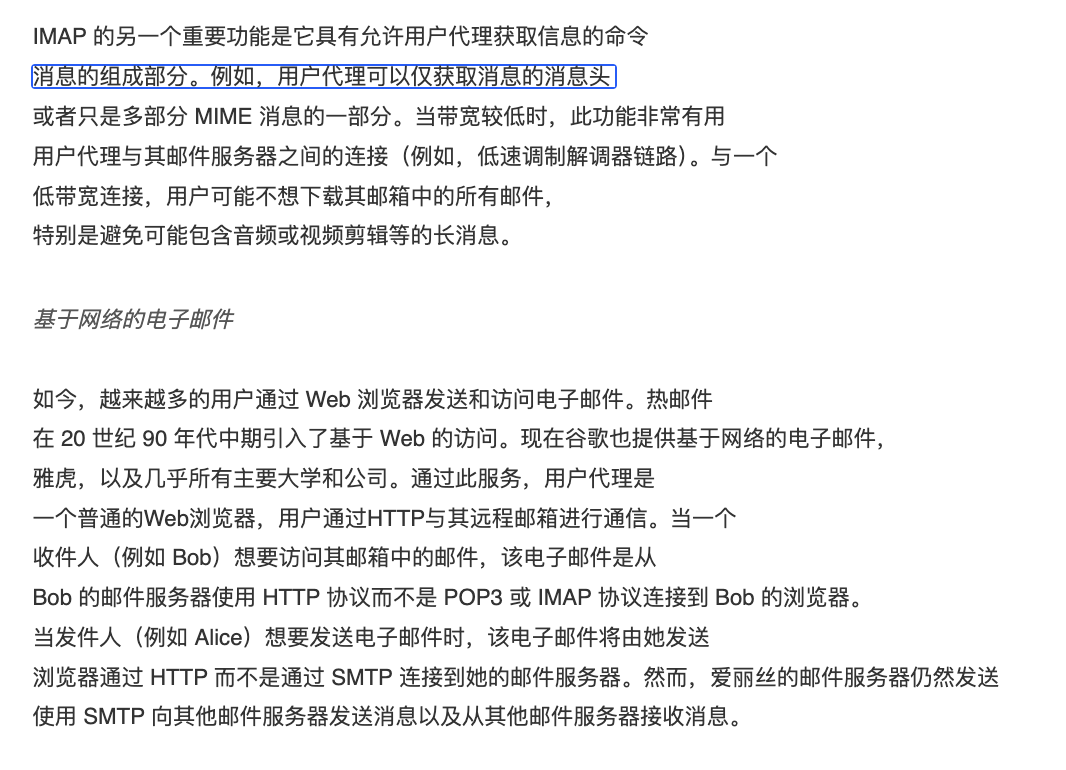 IMAP 的另一个重要功能是它具有允许用户代理获取信息的命令
消息的组成部分。例如，用户代理可以仅获取消息的消息头
或者只是多部分 MIME 消息的一部分。当带宽较低时，此功能非常有用
用户代理与其邮件服务器之间的连接（例如，低速调制解调器链路）。与一个
低带宽连接，用户可能不想下载其邮箱中的所有邮件，
特别是避免可能包含音频或视频剪辑等的长消息。
基于网络的电子邮件
如今，越来越多的用户通过 Web 浏览器发送和访问电子邮件。热邮件
在 20 世纪 90 年代中期引入了基于 Web 的访问。现在谷歌也提供基于网络的电子邮件，
雅虎，以及几乎所有主要大学和公司。通过此服务，用户代理是
一个普通的Web浏览器，用户通过HTTP与其远程邮箱进行通信。当一个
收件人（例如 Bob）想要访问其邮箱中的邮件，该电子邮件是从
Bob 的邮件服务器使用 HTTP 协议而不是 POP3 或 IMAP 协议连接到 Bob 的浏览器。
当发件人（例如 Alice）想要发送电子邮件时，该电子邮件将由她发送
浏览器通过 HTTP 而不是通过 SMTP 连接到她的邮件服务器。然而，爱丽丝的邮件服务器仍然发送
使用 SMTP 向其他邮件服务器发送消息以及从其他邮件服务器接收消息。